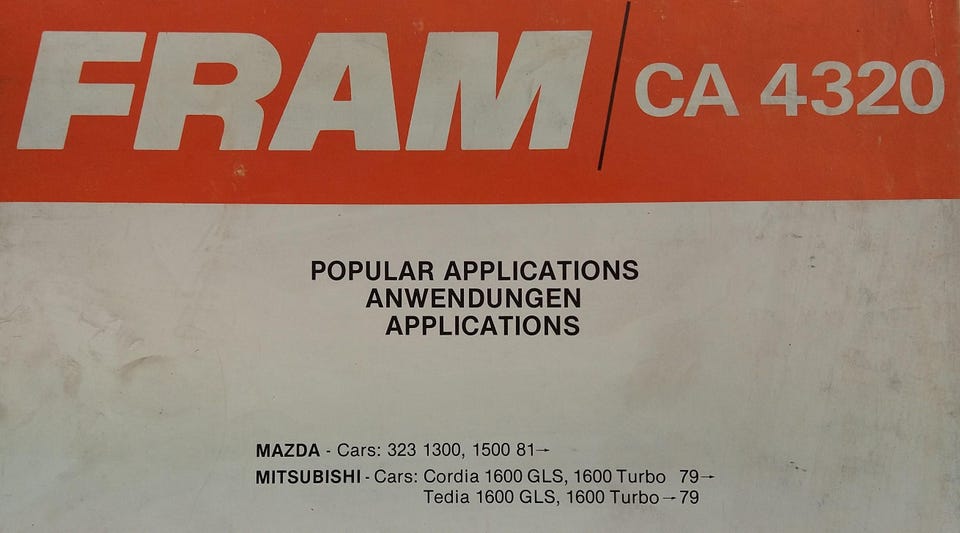 FRAM / CA 4320
POPULAR APPLICATIONS
ANWENDUNGEN
APPLICATIONS
MAZDA - Cars: 323 1300, 1500 81→
MITSUBISHI - Cars: Cordia 1600 GLS, 1600 Turbo 79→
Tedia 1600 GLS, 1600 Turbo → 79